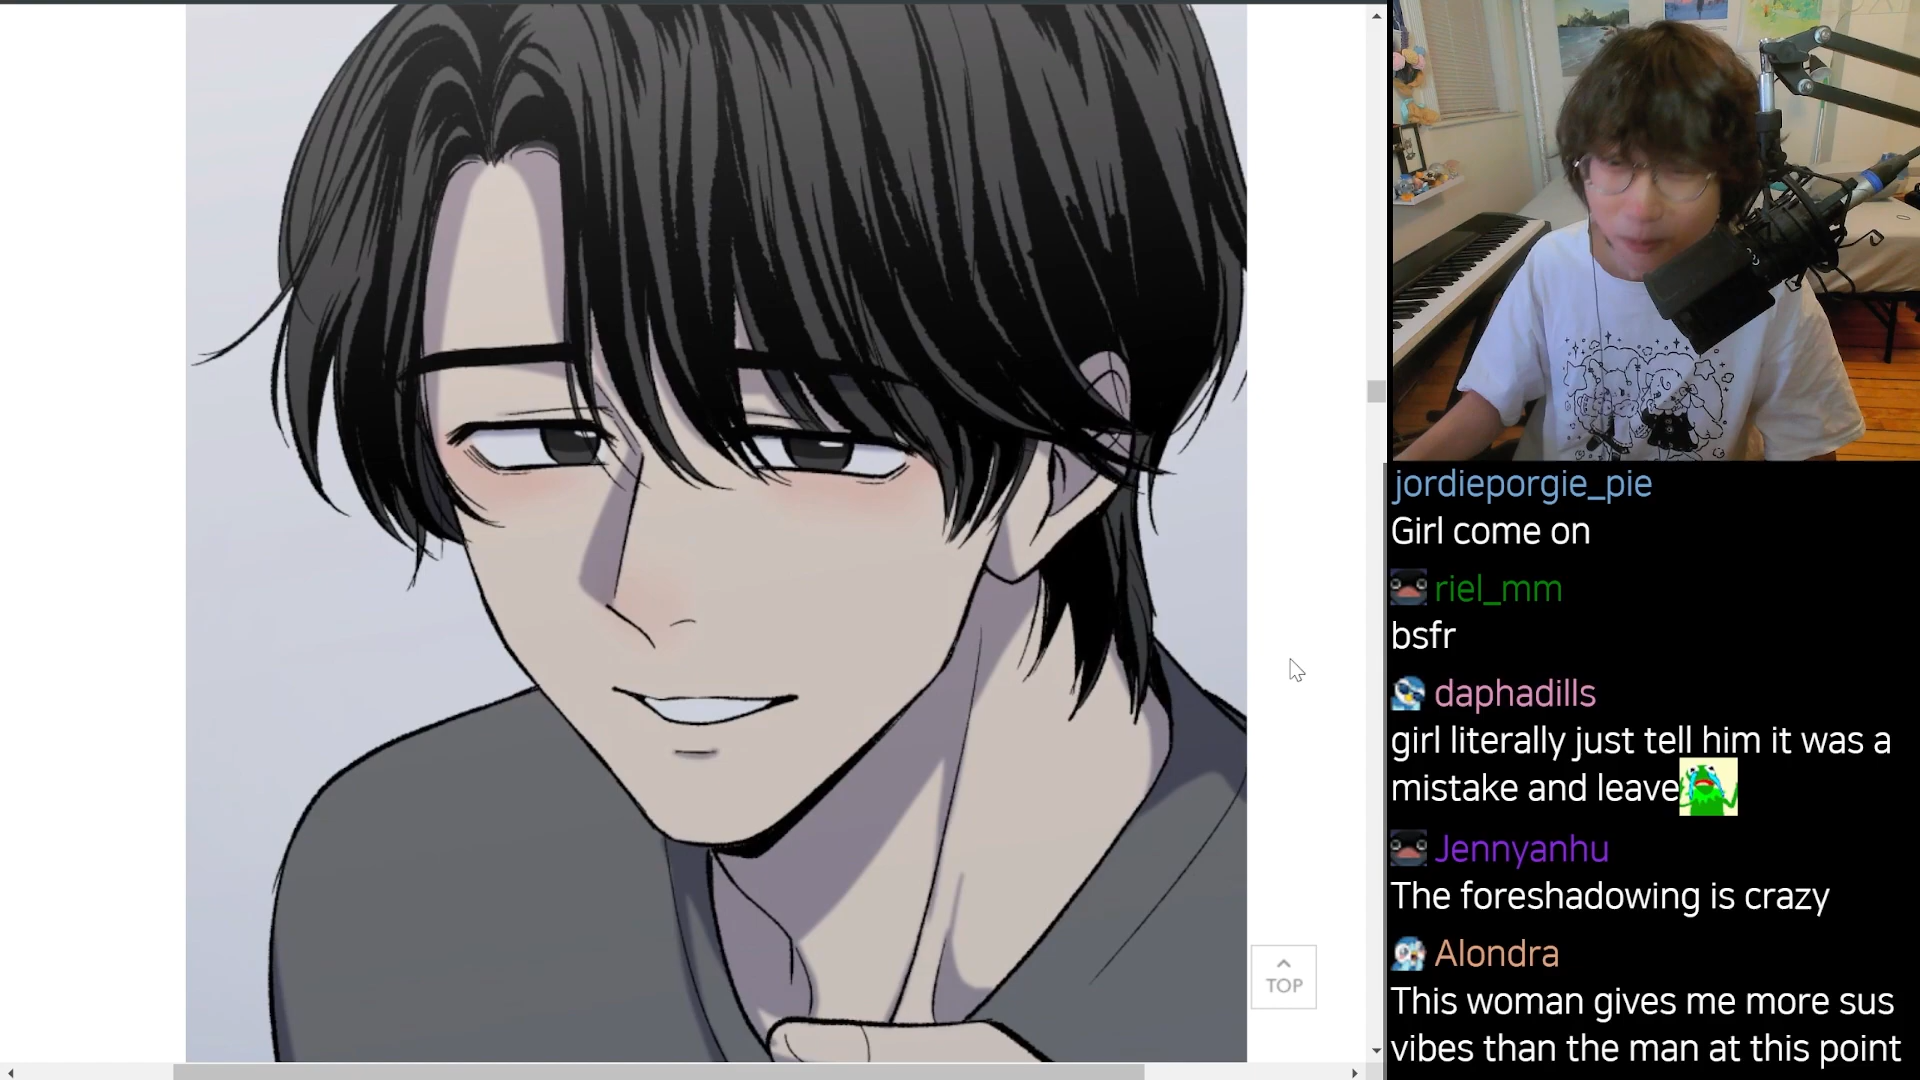 TOP
jordieporgie_pie
Girl come on
riel_mm
bsfr
daphadills
girl literally just tell him it was a
mistake and leave
Jennyanhu
The foreshadowing is crazy
Alondra
This woman gives me more sus
vibes than the man at this point